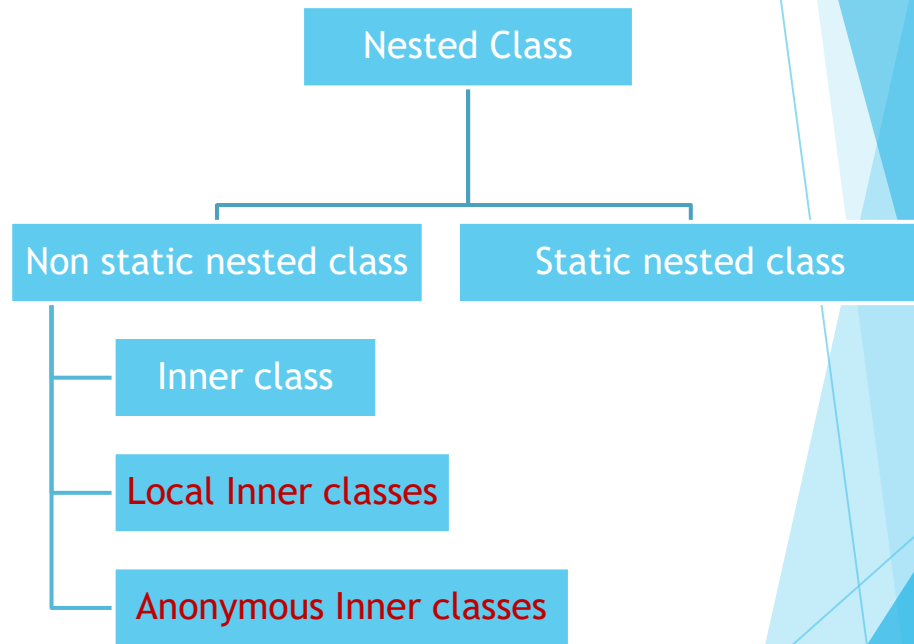 Nested Class
Non static nested class
Static nested class
Inner class
Local Inner classes
Anonymous Inner classes